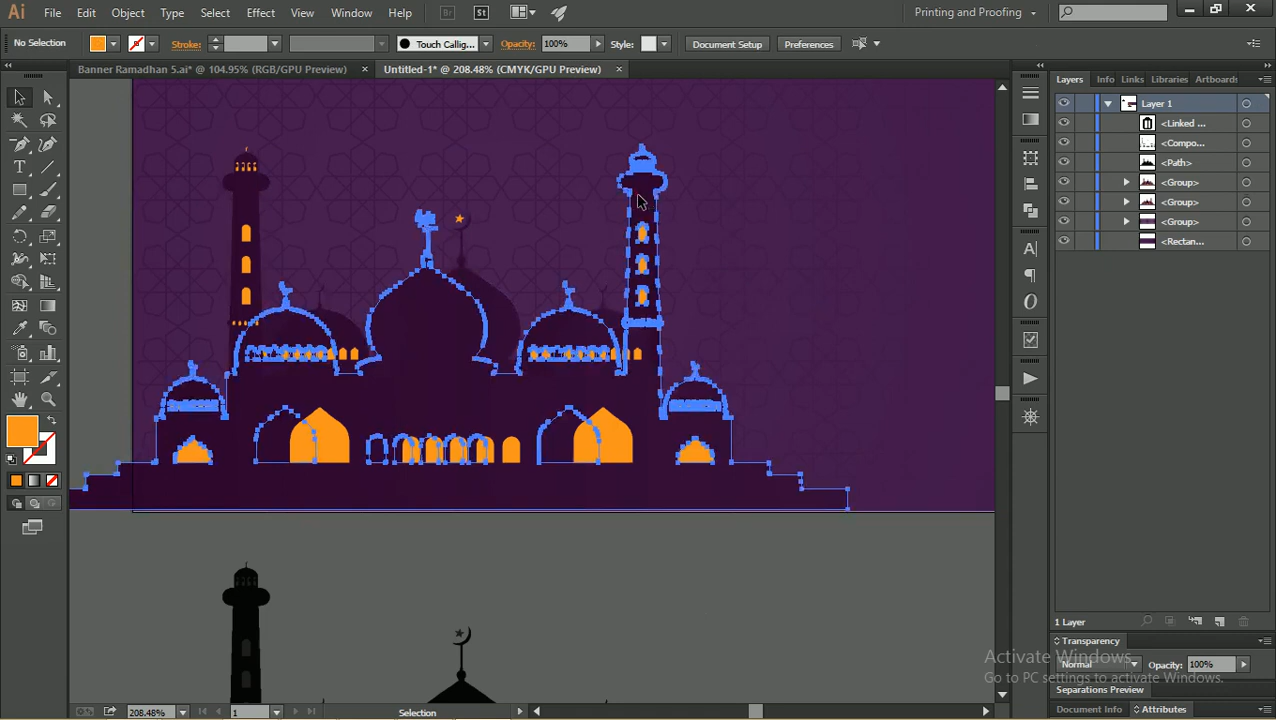 Ai File Edit Object Type Select Effect View Window Help Br St Printing and Proofing
No Selection Stroke: Touch Callig... Opacity: 100% Style: Document Setup Preferences
Banner Ramadhan 5.ai* @ 104.95% (RGB/GPU Preview) × Untitled-1* @ 208.48% (CMYK/GPU Preview) ×
Layers Info Links Libraries Artboards
Layer 1
<Linked ...
<Compo...
<Path>
<Group>
<Group>
<Group>
<Rectan...
1 Layer
Transparency
Normal Opacity: 100%
Activate Windows
Go to PC settings to activate Windows.
Separations Preview
Document Info Attributes
208.48% 1 Selection